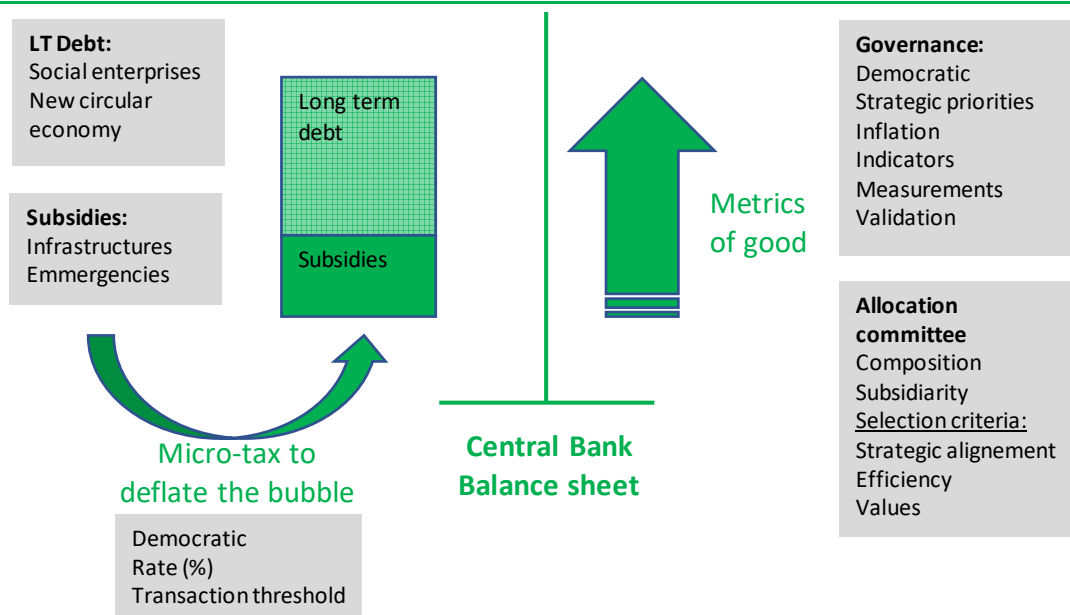 LT Debt:
Social enterprises
New circular
economy
Subsidies:
Infrastructures
Emmergencies
Long term
debt
Subsidies
Micro-tax to
deflate the bubble
Democratic
Rate (%)
Transaction threshold
Central Bank
Balance sheet
Metrics
of good
Governance:
Democratic
Strategic priorities
Inflation
Indicators
Measurements
Validation
Allocation
committee
Composition
Subsidiarity
Selection criteria:
Strategic alignement
Efficiency
Values